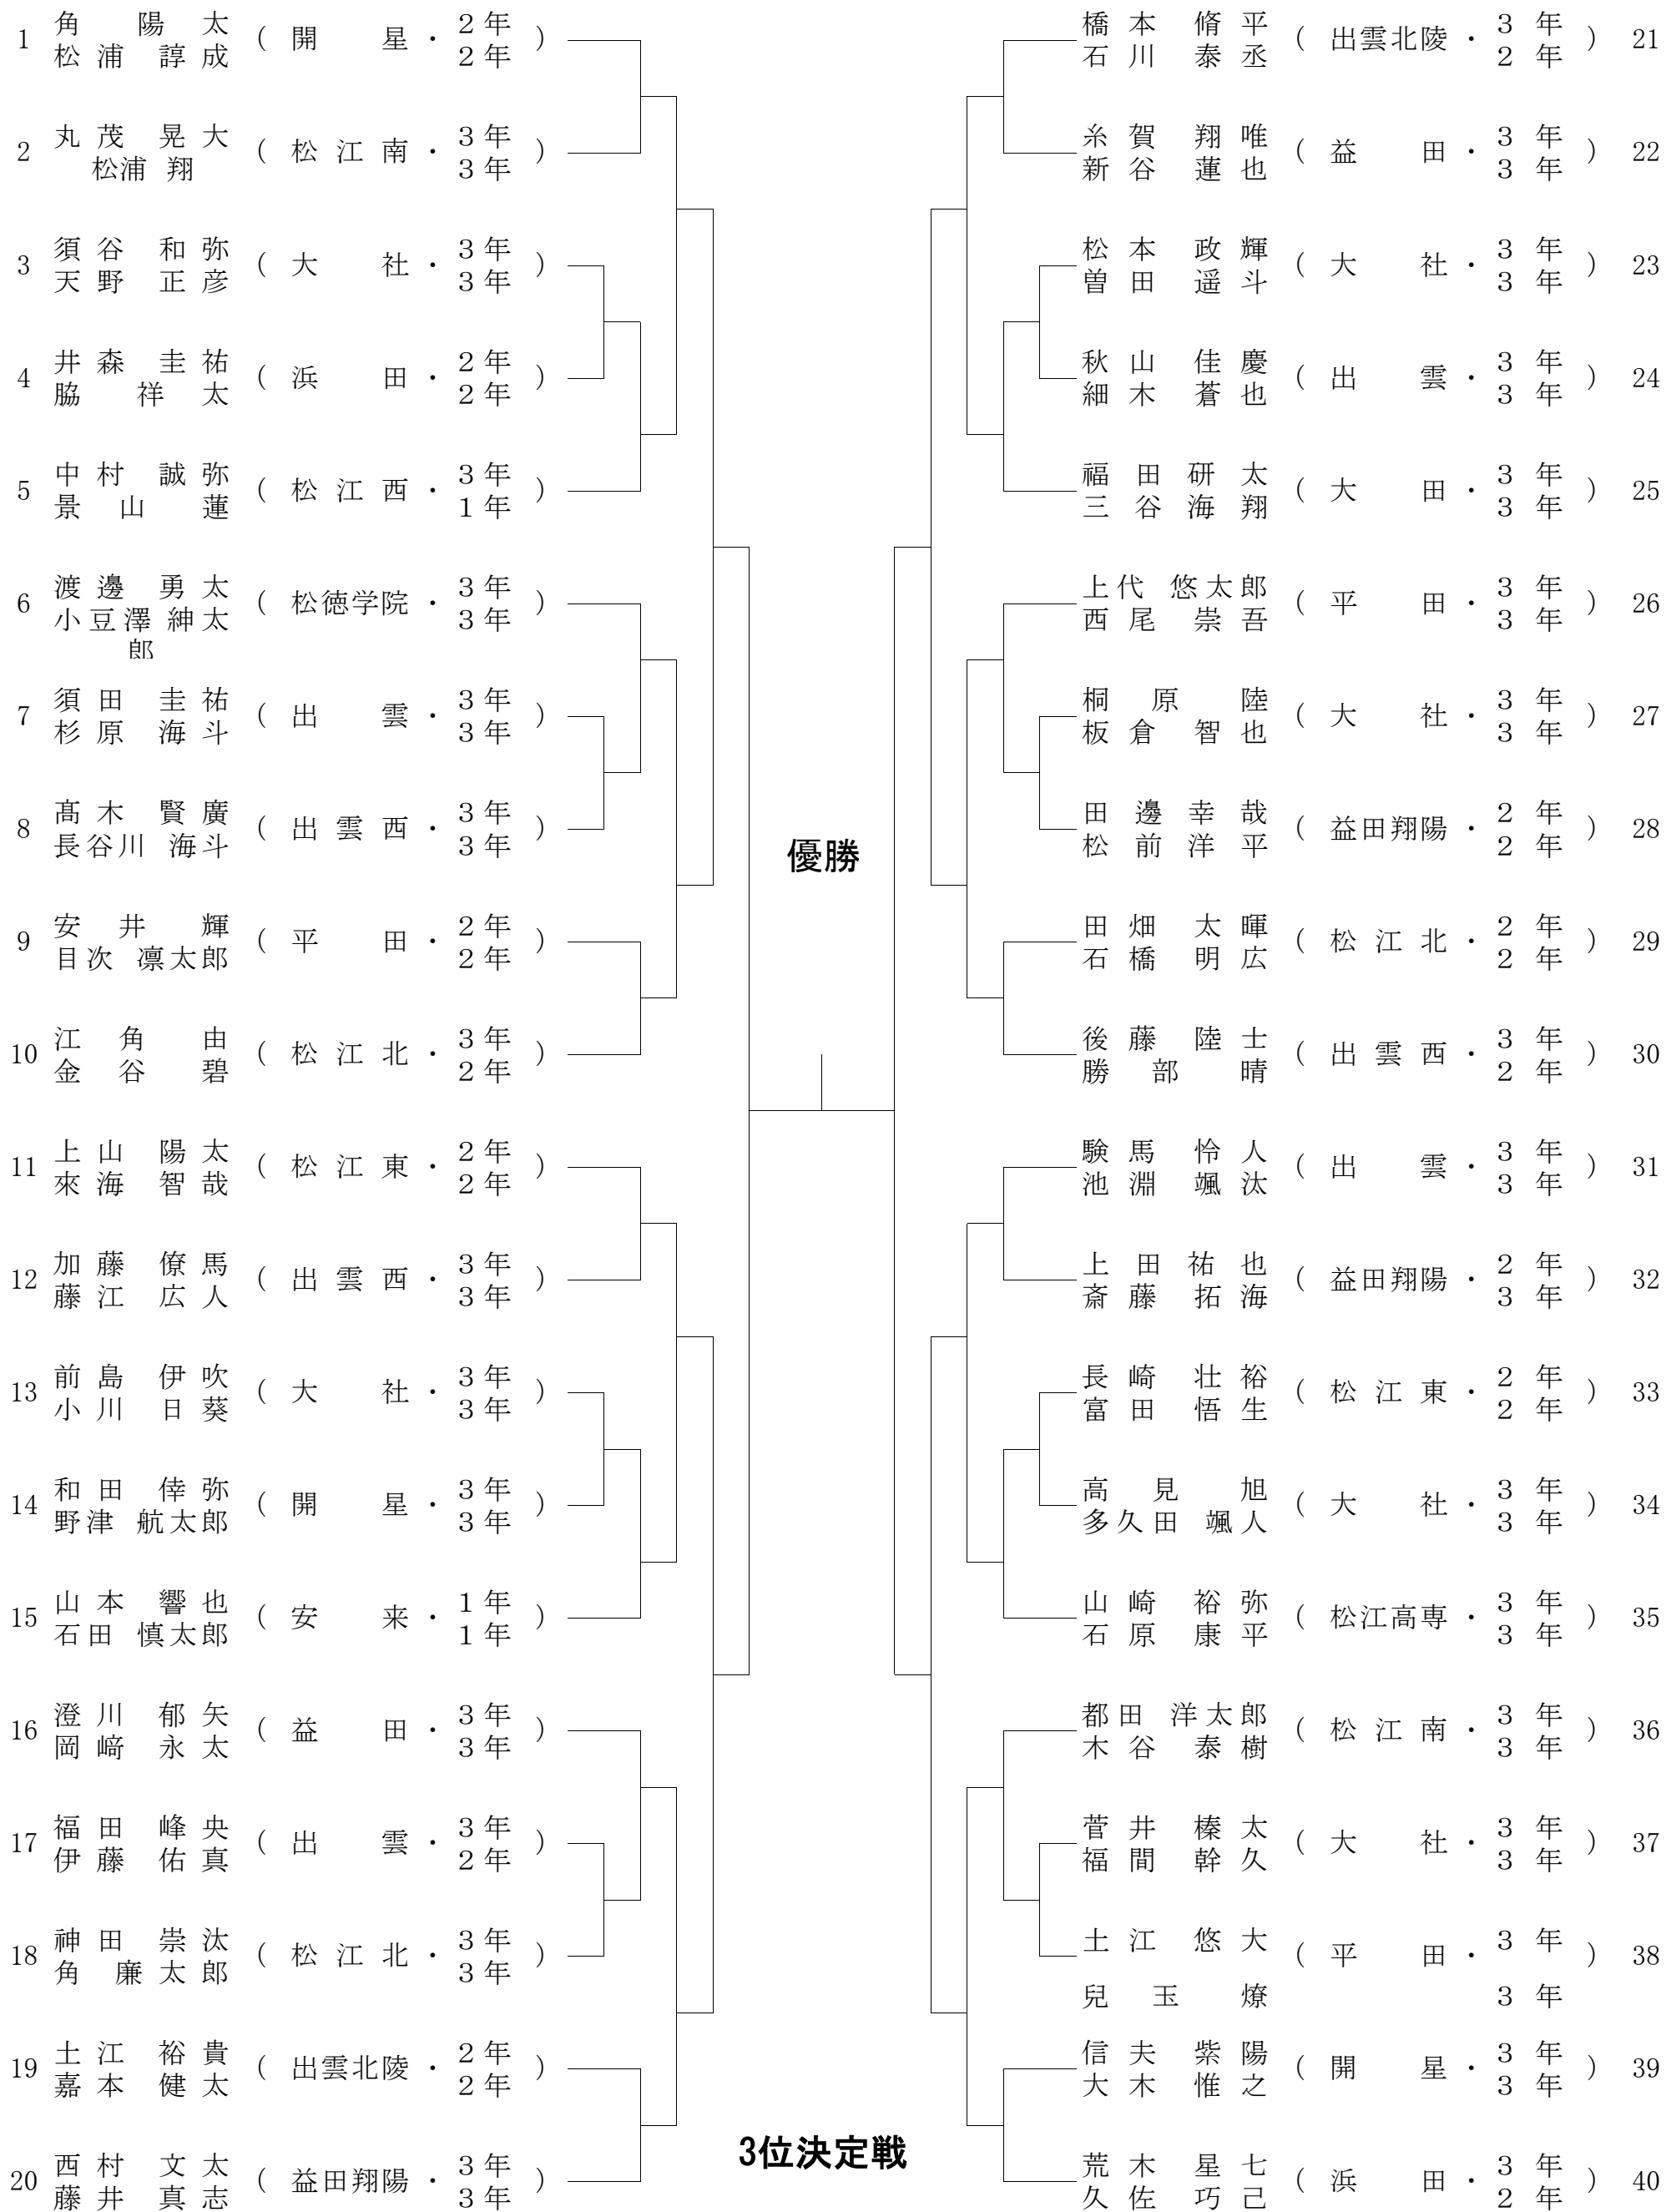 1 角 陽太 松浦 諄成 ( 開星・2年 2年 )
2 丸茂 晃大 松浦 翔 ( 松江南・3年 3年 )
3 須谷 和弥 天野 正彦 ( 大社・3年 3年 )
4 井森 圭祐 脇 祥太 ( 浜田・2年 2年 )
5 中村 誠弥 景山 蓮 ( 松江西・3年 1年 )
6 渡邊 勇太 小豆澤 紳太郎 ( 松徳学院・3年 3年 )
7 須田 圭祐 杉原 海斗 ( 出雲・3年 3年 )
8 髙木 賢廣 長谷川 海斗 ( 出雲西・3年 3年 )
9 安井 輝 目次 凛太郎 ( 平田・2年 2年 )
10 江角 由 金谷 碧 ( 松江北・3年 2年 )
11 上山 陽太 來海 智哉 ( 松江東・2年 2年 )
12 加藤 僚馬 藤江 広人 ( 出雲西・3年 3年 )
13 前島 伊吹 小川 日葵 ( 大社・3年 3年 )
14 和田 倖弥 野津 航太郎 ( 開星・3年 3年 )
15 山本 響也 石田 慎太郎 ( 安来・1年 1年 )
16 澄川 郁矢 岡﨑 永太 ( 益田・3年 3年 )
17 福田 峰央 伊藤 佑真 ( 出雲・3年 2年 )
18 神田 崇汰 角 廉太郎 ( 松江北・3年 3年 )
19 土江 裕貴 嘉本 健太 ( 出雲北陵・2年 2年 )
20 西村 文太 藤井 真志 ( 益田翔陽・3年 3年 )
優勝
3位決定戦
橋本 脩平 石川 泰丞 ( 出雲北陵・3年 2年 ) 21
糸賀 翔唯 新谷 蓮也 ( 益田・3年 3年 ) 22
松本 政輝 曽田 遥斗 ( 大社・3年 3年 ) 23
秋山 佳慶 細木 蒼也 ( 出雲・3年 3年 ) 24
福田 研太 三谷 海翔 ( 大田・3年 3年 ) 25
上代 悠太郎 西尾 崇吾 ( 平田・3年 3年 ) 26
桐原 陸 板倉 智也 ( 大社・3年 3年 ) 27
田邊 幸哉 松前 洋平 ( 益田翔陽・2年 2年 ) 28
田畑 太暉 石橋 明広 ( 松江北・2年 2年 ) 29
後藤 陸士 勝部 晴 ( 出雲西・3年 2年 ) 30
験馬 怜人 池淵 颯汰 ( 出雲・3年 3年 ) 31
上田 祐也 斎藤 拓海 ( 益田翔陽・2年 3年 ) 32
長崎 壮裕 富田 悟生 ( 松江東・2年 2年 ) 33
高見 旭 多久田 颯人 ( 大社・3年 3年 ) 34
山崎 裕弥 石原 康平 ( 松江高専・3年 3年 ) 35
都田 洋太郎 木谷 泰樹 ( 松江南・3年 3年 ) 36
菅井 榛太 福間 幹久 ( 大社・3年 3年 ) 37
土江 悠大 兒玉 燎 ( 平田・3年 3年 ) 38
信夫 紫陽 大木 惟之 ( 開星・3年 3年 ) 39
荒木 星七 久佐 巧己 ( 浜田・3年 2年 ) 40